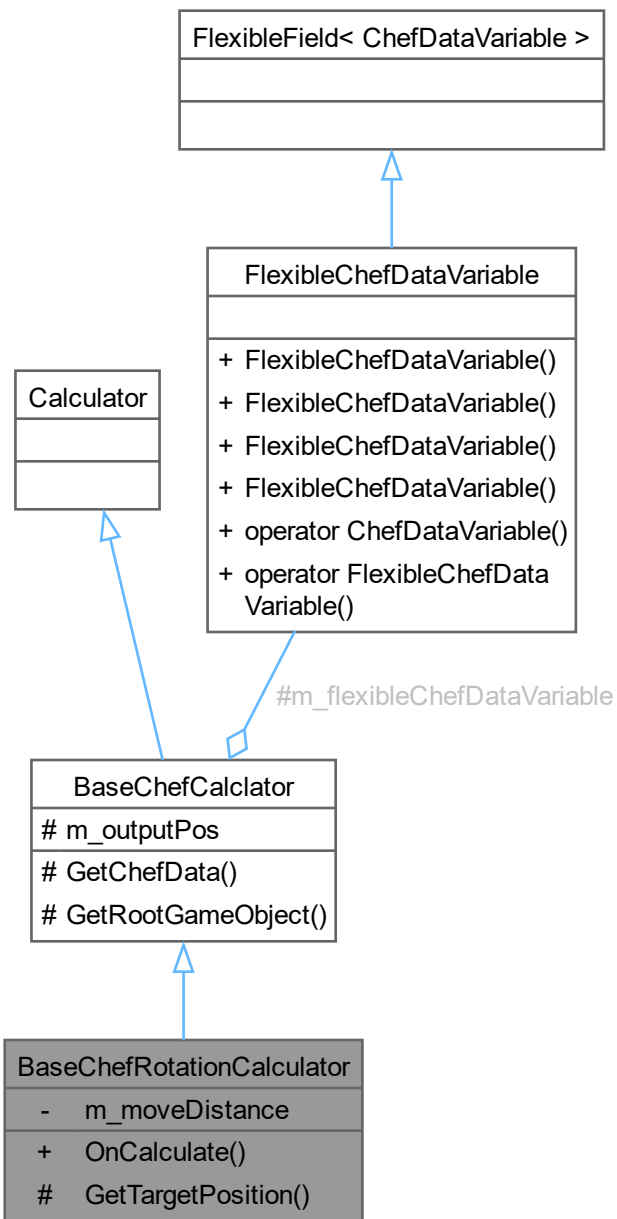 FlexibleField< ChefDataVariable >
FlexibleChefDataVariable
+ FlexibleChefDataVariable()
+ FlexibleChefDataVariable()
+ FlexibleChefDataVariable()
+ FlexibleChefDataVariable()
+ operator ChefDataVariable()
+ operator FlexibleChefData
Variable()
Calculator
#m_flexibleChefDataVariable
BaseChefCalclator
# m_outputPos
# GetChefData()
# GetRootGameObject()
BaseChefRotationCalculator
- m_moveDistance
+ OnCalculate()
# GetTargetPosition()